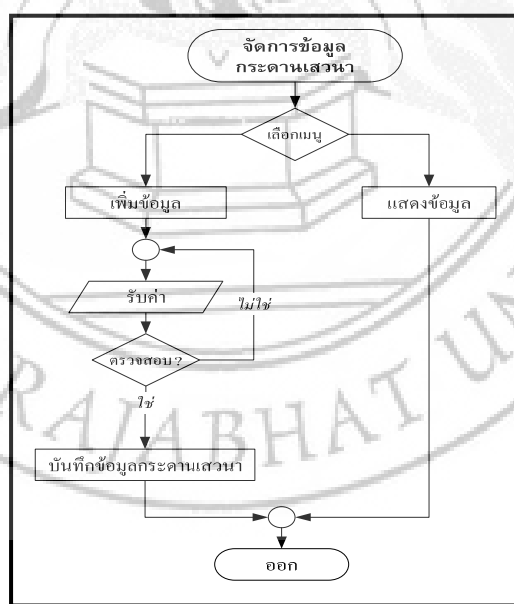 จัดการข้อมูล
กระดานเสวนา
เลือกเมนู
เพิ่มข้อมูล
แสดงข้อมูล
รับค่า
ไม่ใช่
ตรวจสอบ?
ใช่
RAJABHAT UN
บันทึกข้อมูลกระดานเสวนา
ออก